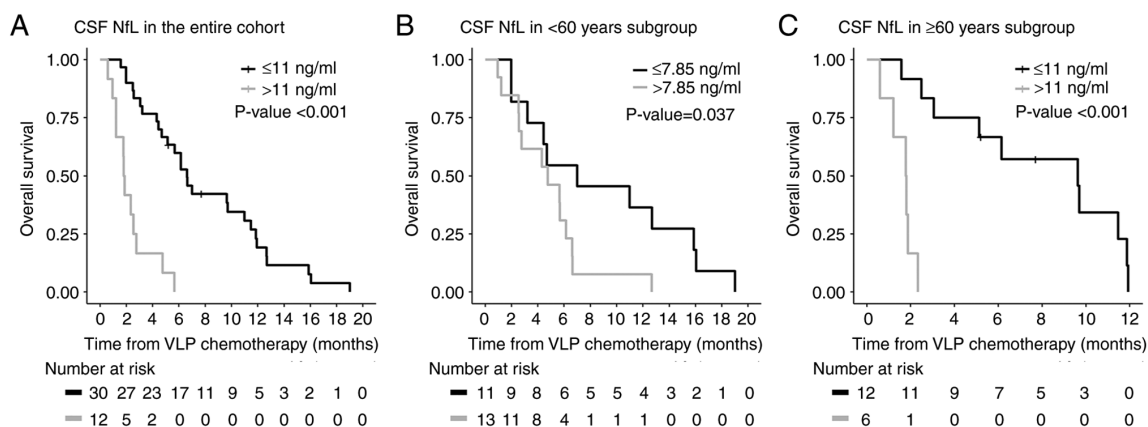 A CSF NfL in the entire cohort
1.00
0.75
0.50
0.25
0.00
Overall survival
≤11 ng/ml
>11 ng/ml
P-value <0.001
0 2 4 6 8 10 12 14 16 18 20
Time from VLP chemotherapy (months)
Number at risk
30 27 23 17 11 9 5 3 2 1 0
12 5 2 0 0 0 0 0 0 0 0
B CSF NfL in <60 years subgroup
1.00
0.75
0.50
0.25
0.00
Overall survival
≤7.85 ng/ml
>7.85 ng/ml
P-value=0.037
0 2 4 6 8 10 12 14 16 18 20
Time from VLP chemotherapy (months)
Number at risk
11 9 8 6 5 5 4 3 2 1 0
13 11 8 4 1 1 1 0 0 0 0
C CSF NfL in ≥60 years subgroup
1.00
0.75
0.50
0.25
0.00
Overall survival
≤11 ng/ml
>11 ng/ml
P-value <0.001
0 2 4 6 8 10 12
Time from VLP chemotherapy (months)
Number at risk
12 11 9 7 5 3 0
6 1 0 0 0 0 0